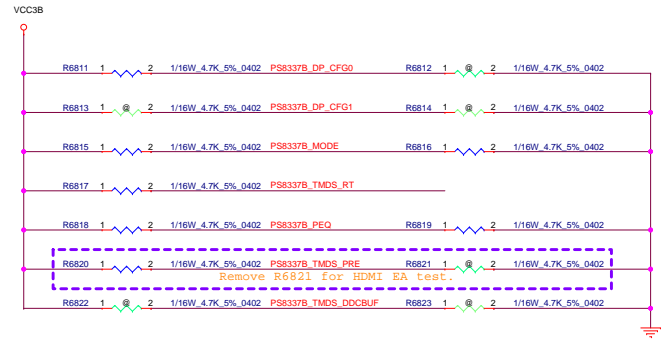 VCC3B
R6811 1 2 1/16W_4.7K_5%_0402 PS8337B_DP_CFG0 R6812 1 @ 2 1/16W_4.7K_5%_0402
R6813 1 @ 2 1/16W_4.7K_5%_0402 PS8337B_DP_CFG1 R6814 1 @ 2 1/16W_4.7K_5%_0402
R6815 1 2 1/16W_4.7K_5%_0402 PS8337B_MODE R6816 1 2 1/16W_4.7K_5%_0402
R6817 1 2 1/16W_4.7K_5%_0402 PS8337B_TMDS_RT
R6818 1 2 1/16W_4.7K_5%_0402 PS8337B_PEQ R6819 1 2 1/16W_4.7K_5%_0402
R6820 1 2 1/16W_4.7K_5%_0402 PS8337B_TMDS_PRE R6821 1 @ 2 1/16W_4.7K_5%_0402
Remove R6821 for HDMI EA test.
R6822 1 @ 2 1/16W_4.7K_5%_0402 PS8337B_TMDS_DDCBUF R6823 1 @ 2 1/16W_4.7K_5%_0402